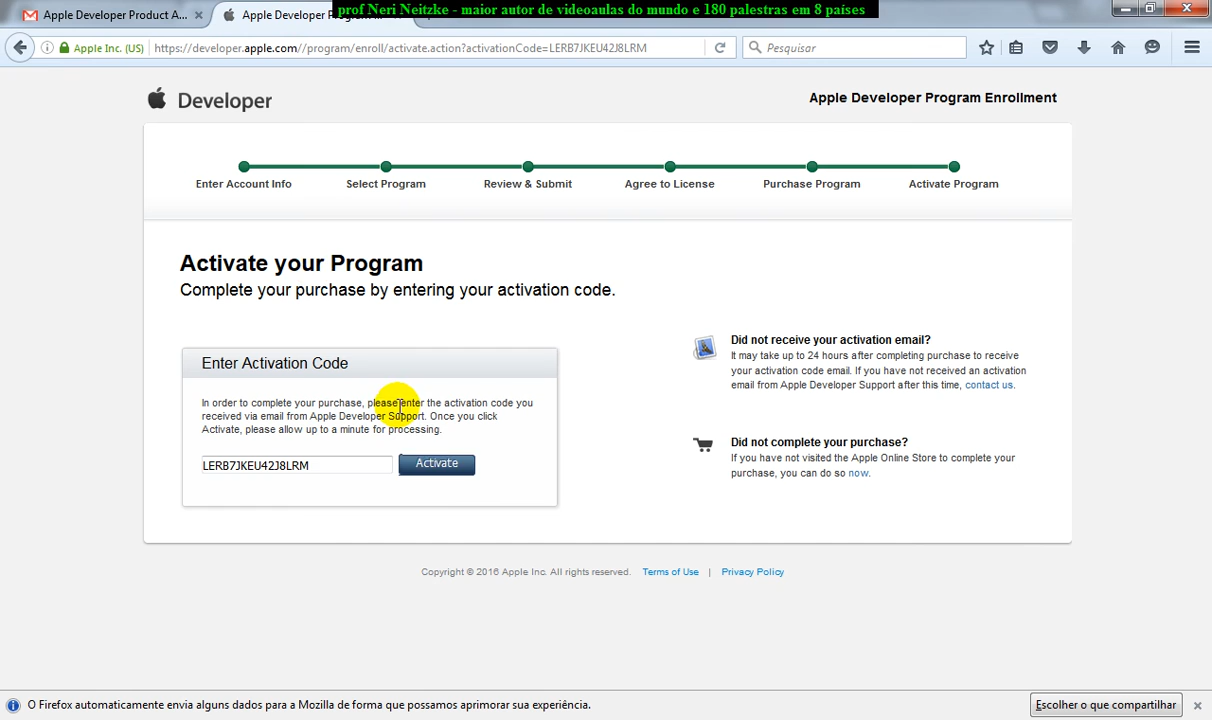 prof Neri Neitzke - maior autor de videoaulas do mundo e 180 palestras em 8 países
Apple Developer Product A...
Apple Developer Program
Apple Inc. (US)
https://developer.apple.com//program/enroll/activate.action?activationCode=LERB7JKEU42J8LRM
Pesquisar
Developer
Apple Developer Program Enrollment
Enter Account Info
Select Program
Review & Submit
Agree to License
Purchase Program
Activate Program
Activate your Program
Complete your purchase by entering your activation code.
Enter Activation Code
In order to complete your purchase, please enter the activation code you
received via email from Apple Developer Support. Once you click
Activate, please allow up to a minute for processing.
LERB7JKEU42J8LRM
Activate
Did not receive your activation email?
It may take up to 24 hours after completing purchase to receive
your activation code email. If you have not received an activation
email from Apple Developer Support after this time, contact us.
Did not complete your purchase?
If you have not visited the Apple Online Store to complete your
purchase, you can do so now.
Copyright © 2016 Apple Inc. All rights reserved. Terms of Use | Privacy Policy
O Firefox automaticamente envia alguns dados para a Mozilla de forma que possamos aprimorar sua experiência.
Escolher o que compartilhar